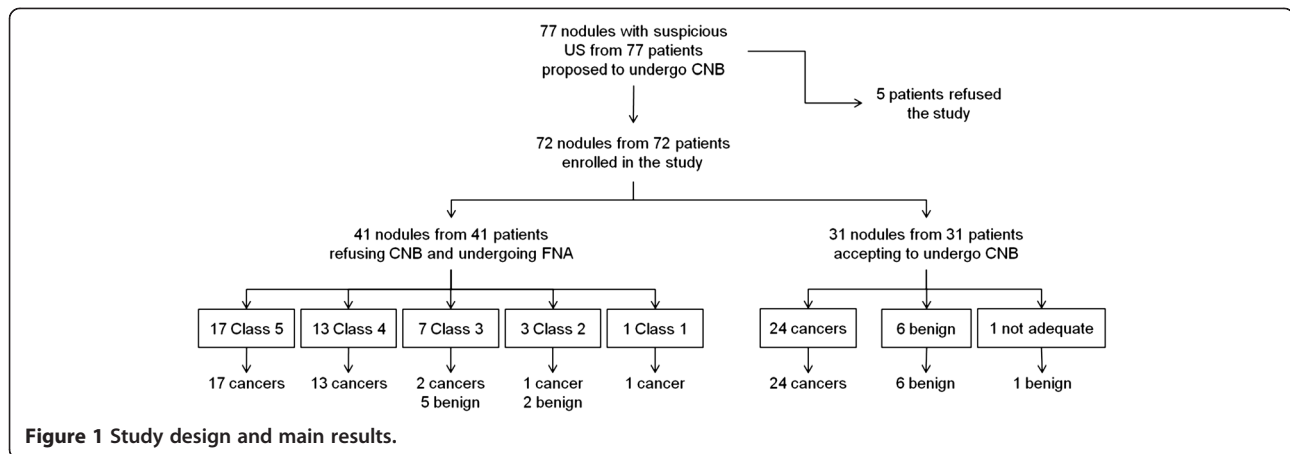 77 nodules with suspicious
US from 77 patients
proposed to undergo CNB
5 patients refused
the study
72 nodules from 72 patients
enrolled in the study
41 nodules from 41 patients
refusing CNB and undergoing FNA
31 nodules from 31 patients
accepting to undergo CNB
17 Class 5
13 Class 4
7 Class 3
3 Class 2
1 Class 1
24 cancers
6 benign
1 not adequate
17 cancers
13 cancers
2 cancers
5 benign
1 cancer
2 benign
1 cancer
24 cancers
6 benign
1 benign
Figure 1 Study design and main results.